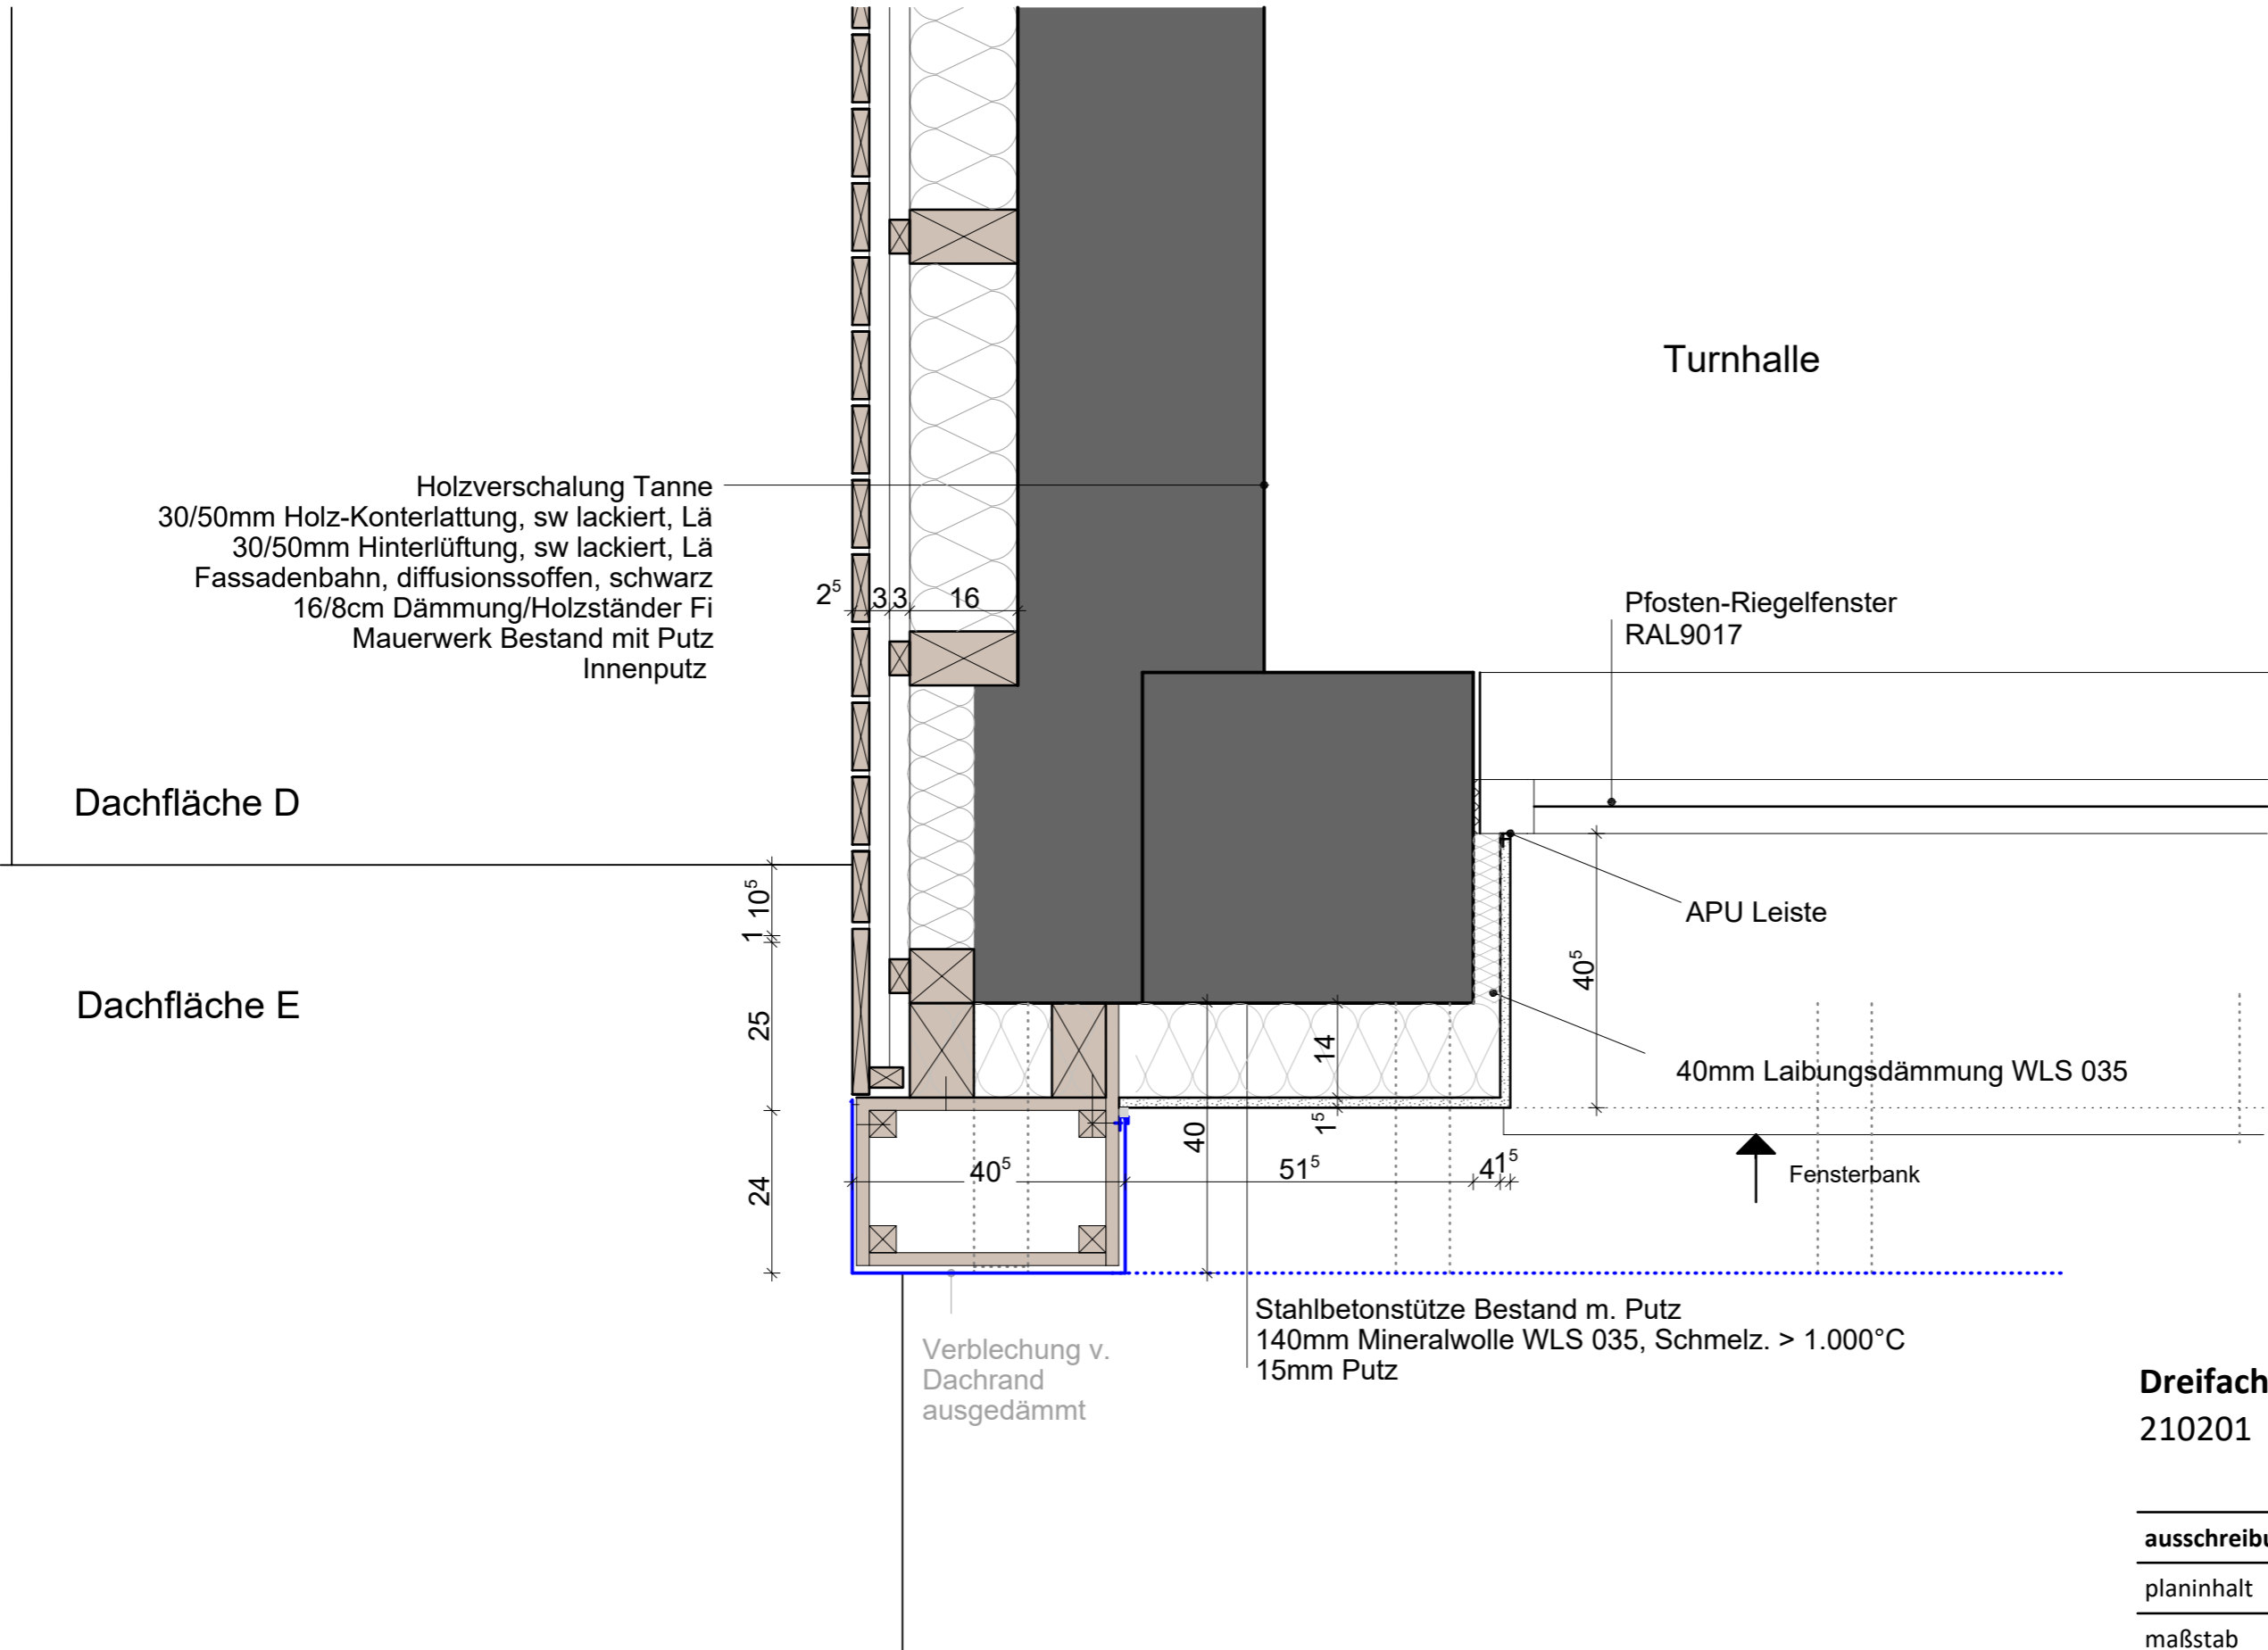 Turnhalle
Holzverschalung Tanne
30/50mm Holz-Konterlattung, sw lackiert, Lä
30/50mm Hinterlüftung, sw lackiert, Lä
Fassadenbahn, diffusionssoffen, schwarz
16/8cm Dämmung/Holzständer Fi
Mauerwerk Bestand mit Putz
Innenputz
2⁵ 3 3 16
Pfosten-Riegelfenster
RAL9017
Dachfläche D
10⁵
1
APU Leiste
40⁵
Dachfläche E
25
14
40mm Laibungsdämmung WLS 035
1⁵
40
24
40⁵
51⁵
4 1⁵
Fensterbank
Stahlbetonstütze Bestand m. Putz
140mm Mineralwolle WLS 035, Schmelz. > 1.000°C
15mm Putz
Verblechung v.
Dachrand
ausgedämmt
Dreifach
210201
ausschreibu
planinhalt
maßstab